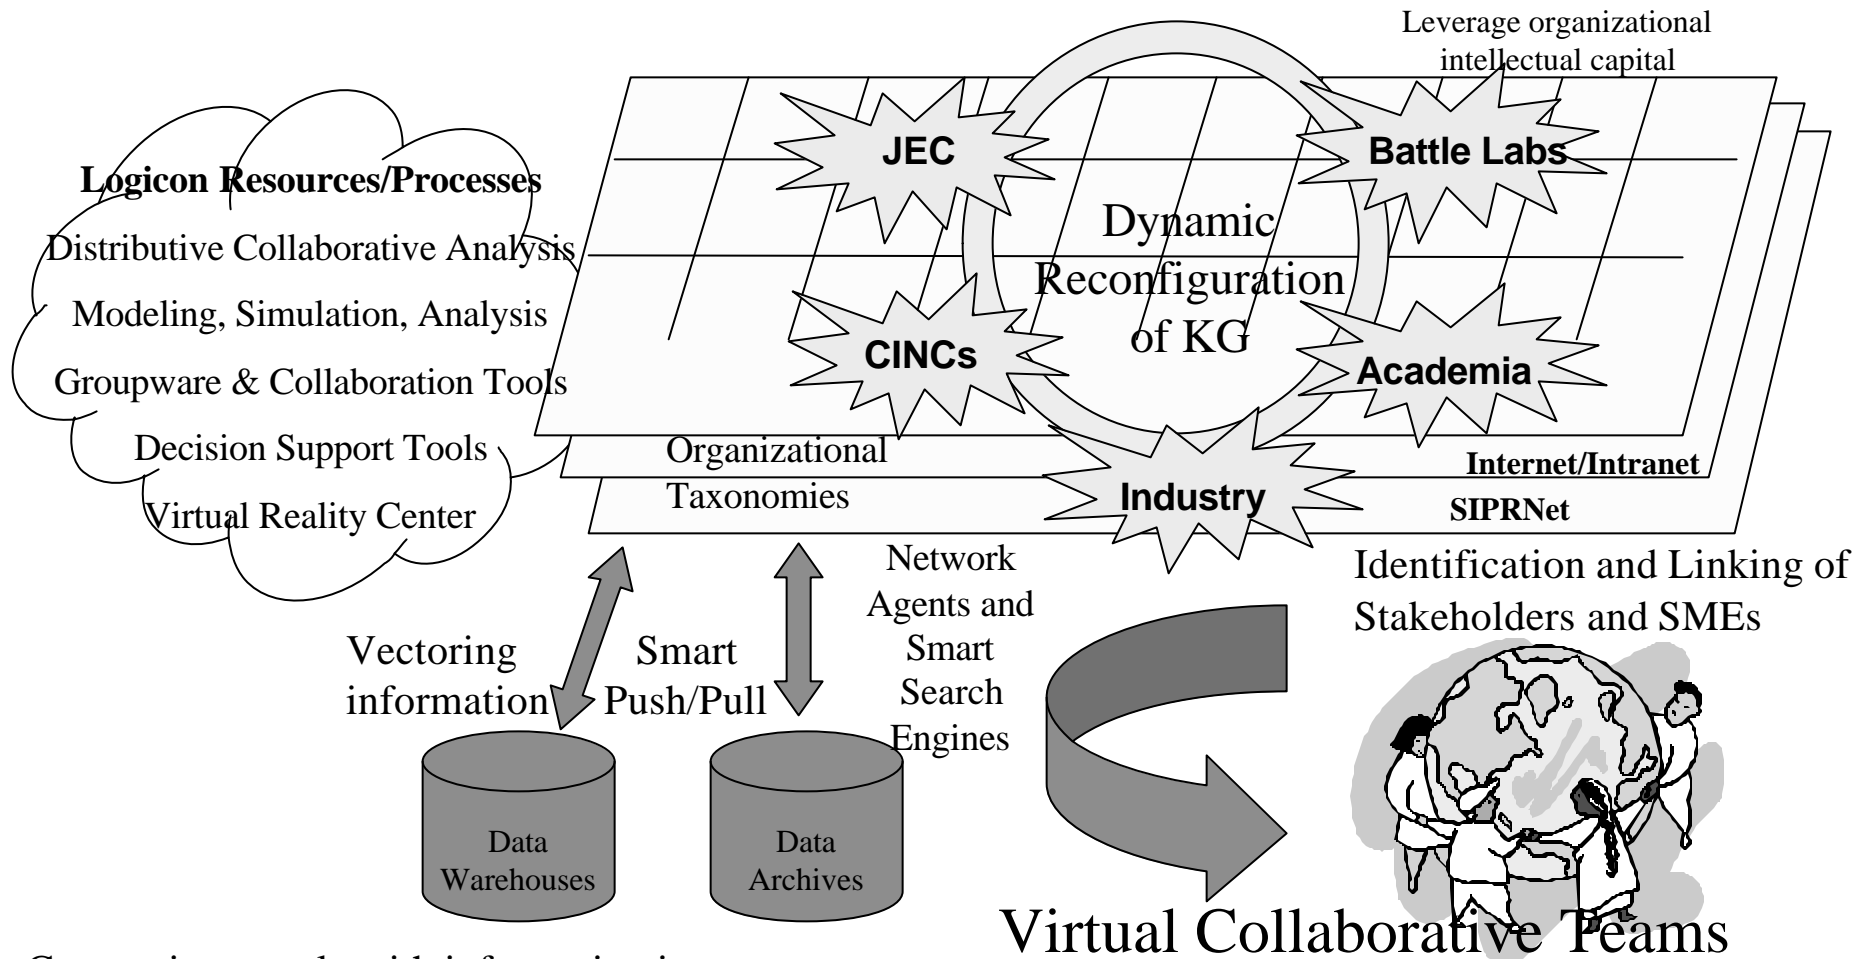 Leverage organizational
intellectual capital
JEC
Battle Labs
Logicon Resources/Processes
Distributive Collaborative Analysis
Modeling, Simulation, Analysis
Groupware & Collaboration Tools
Decision Support Tools
Virtual Reality Center
Dynamic
Reconfiguration
of KG
CINCs
Academia
Industry
Organizational
Taxonomies
Internet/Intranet
SIPRNet
Network
Agents and
Smart
Search
Engines
Identification and Linking of
Stakeholders and SMEs
Vectoring
information
Smart
Push/Pull
Data
Warehouses
Data
Archives
Virtual Collaborative Teams